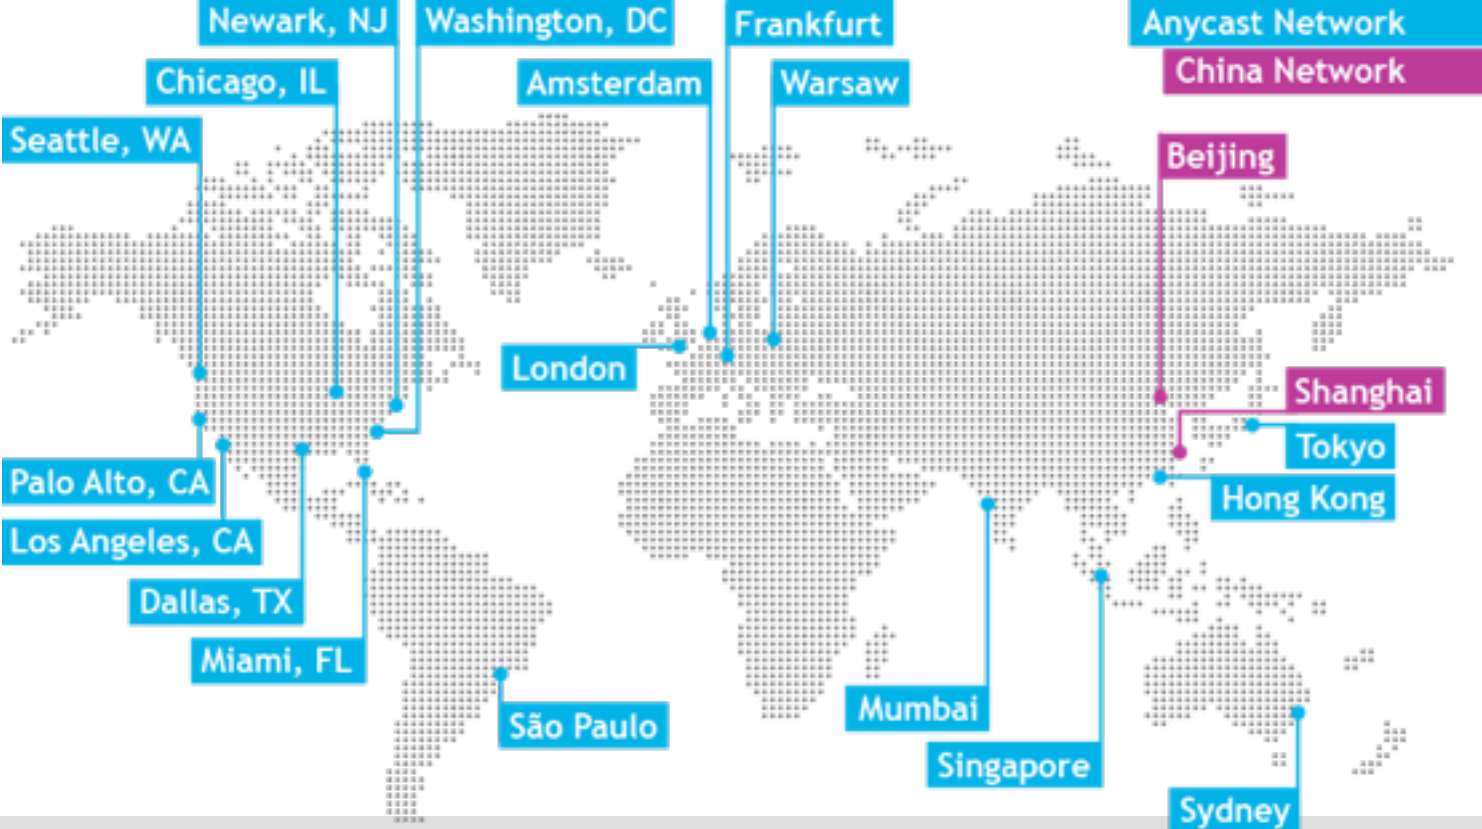 Newark, NJ
Washington, DC
Frankfurt
Anycast Network
China Network
Chicago, IL
Amsterdam
Warsaw
Seattle, WA
Beijing
London
Shanghai
Tokyo
Palo Alto, CA
Hong Kong
Los Angeles, CA
Dallas, TX
Miami, FL
São Paulo
Mumbai
Singapore
Sydney